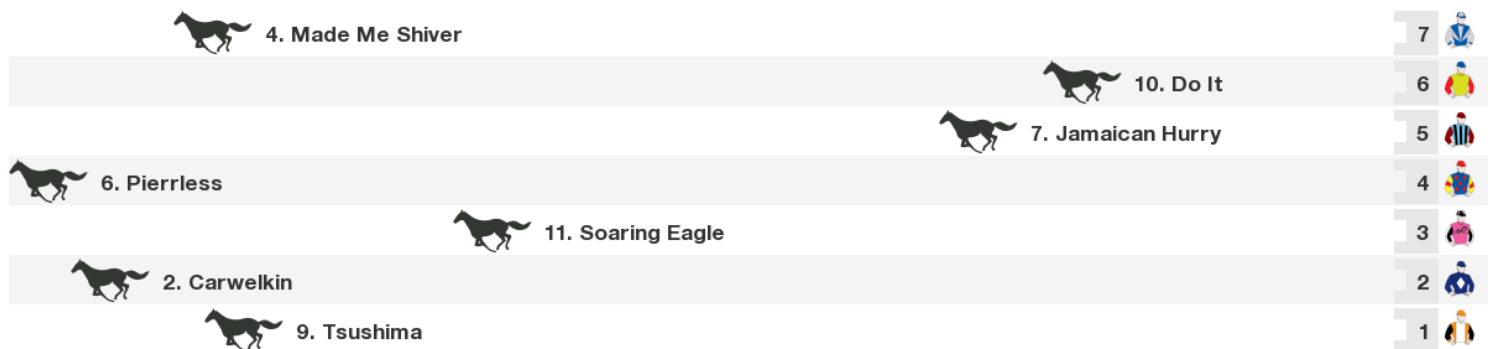 4. Made Me Shiver 7
10. Do It 6
7. Jamaican Hurry 5
6. Pierrless 4
11. Soaring Eagle 3
2. Carwelkin 2
9. Tsushima 1